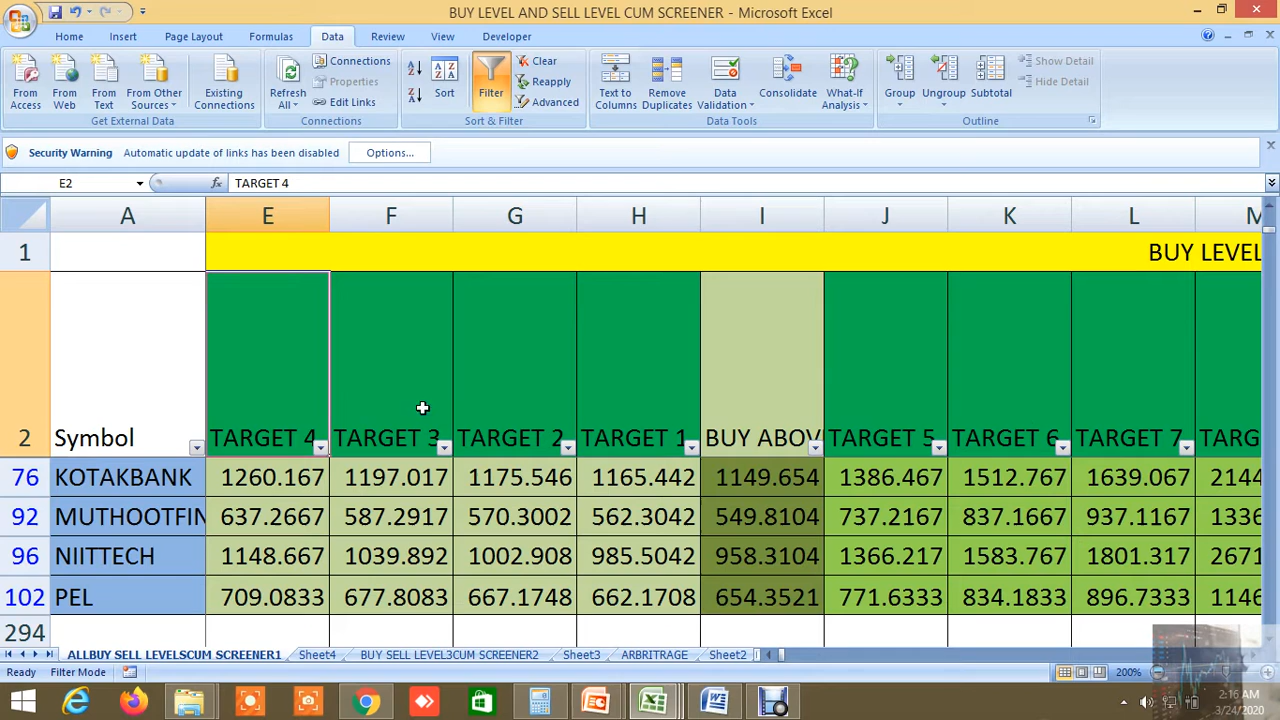 BUY LEVEL AND SELL LEVEL CUM SCREENER - Microsoft Excel
Home Insert Page Layout Formulas Data Review View Developer
From Access
From Web
From Text
From Other Sources
Existing Connections
Get External Data
Refresh All
Connections
Properties
Edit Links
Connections
Sort
Filter
Clear
Reapply
Advanced
Sort & Filter
Text to Columns
Remove Duplicates
Data Validation
Consolidate
What-If Analysis
Data Tools
Group
Ungroup
Subtotal
Show Detail
Hide Detail
Outline
Security Warning Automatic update of links has been disabled Options...
E2 fx TARGET 4
A E F G H I J K L M
1 BUY LEVEL
2 Symbol TARGET 4 TARGET 3 TARGET 2 TARGET 1 BUY ABOV TARGET 5 TARGET 6 TARGET 7 TARG
76 KOTAKBANK 1260.167 1197.017 1175.546 1165.442 1149.654 1386.467 1512.767 1639.067 2144
92 MUTHOOTFIN 637.2667 587.2917 570.3002 562.3042 549.8104 737.2167 837.1667 937.1167 1336
96 NIITTECH 1148.667 1039.892 1002.908 985.5042 958.3104 1366.217 1583.767 1801.317 2671
102 PEL 709.0833 677.8083 667.1748 662.1708 654.3521 771.6333 834.1833 896.7333 1146
294
ALLBUY SELL LEVELSCUM SCREENER1 Sheet4 BUY SELL LEVEL3CUM SCREENER2 Sheet3 ARBRITRAGE Sheet2
Ready Filter Mode 200%
2:16 AM
3/24/2020